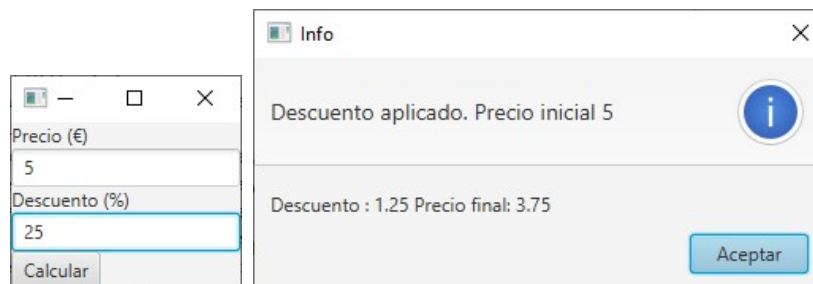 Precio (€)
5
Descuento (%)
25
Calcular
Info
Descuento aplicado. Precio inicial 5
i
Descuento : 1.25 Precio final: 3.75
Aceptar